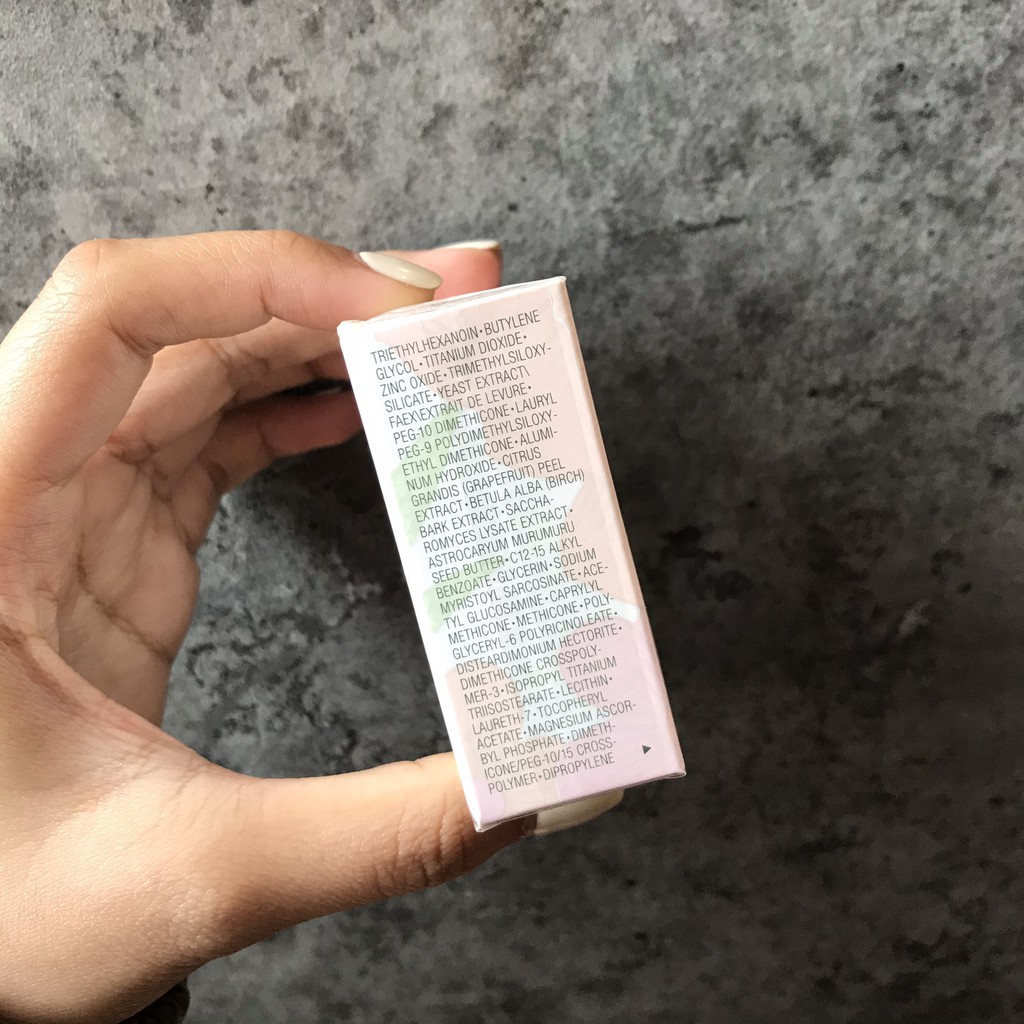 TRIETHYLHEXANOIN•BUTYLENE
GLYCOL•TITANIUM DIOXIDE•
ZINC OXIDE•TRIMETHYLSILOXY-
SILICATE•YEAST EXTRACT\
FAEX\EXTRAIT DE LEVURE•
PEG-10 DIMETHICONE•LAURYL
PEG-9 POLYDIMETHYLSILOXY-
ETHYL DIMETHICONE•ALUMI-
NUM HYDROXIDE•CITRUS
GRANDIS (GRAPEFRUIT) PEEL
EXTRACT•BETULA ALBA (BIRCH)
BARK EXTRACT•SACCHA-
ROMYCES LYSATE EXTRACT•
ASTROCARYUM MURUMURU
SEED BUTTER•C12-15 ALKYL
BENZOATE•GLYCERIN•SODIUM
MYRISTOYL SARCOSINATE•ACE-
TYL GLUCOSAMINE•CAPRYLYL
METHICONE•METHICONE•POLY-
GLYCERYL-6 POLYRICINOLEATE•
DISTEARDIMONIUM HECTORITE•
DIMETHICONE CROSSPOLY-
MER-3•ISOPROPYL TITANIUM
TRIISOSTEARATE•LECITHIN•
LAURETH-7•TOCOPHERYL
ACETATE•MAGNESIUM ASCOR-
BYL PHOSPHATE•DIMETH-
ICONE/PEG-10/15 CROSS-
POLYMER•DIPROPYLENE